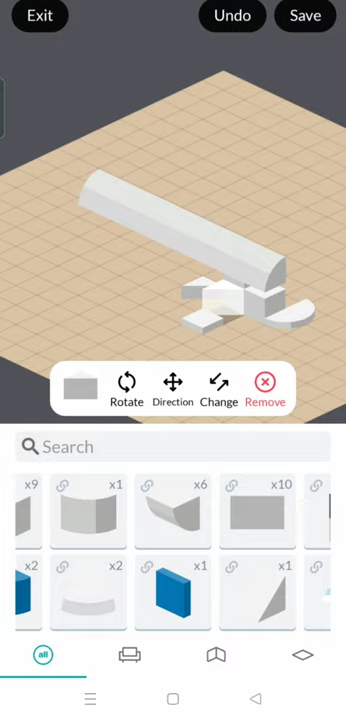 Exit Undo Save
Rotate Direction Change Remove
Search
x9 x1 x6 x10
x2 x2 x1 x1
all